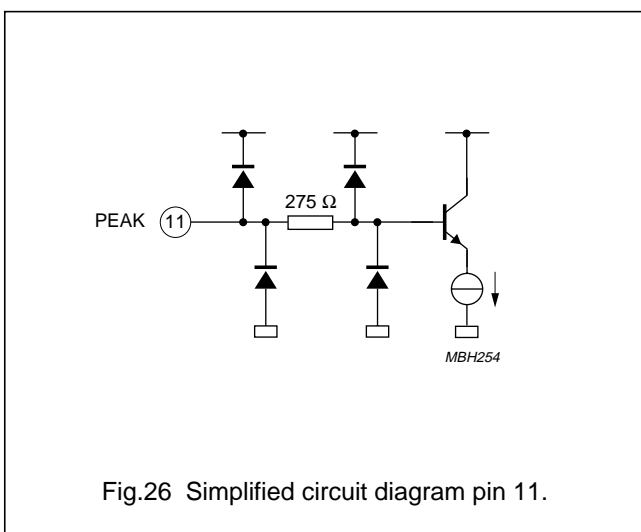 275 Ω
PEAK 11
MBH254
Fig.26 Simplified circuit diagram pin 11.